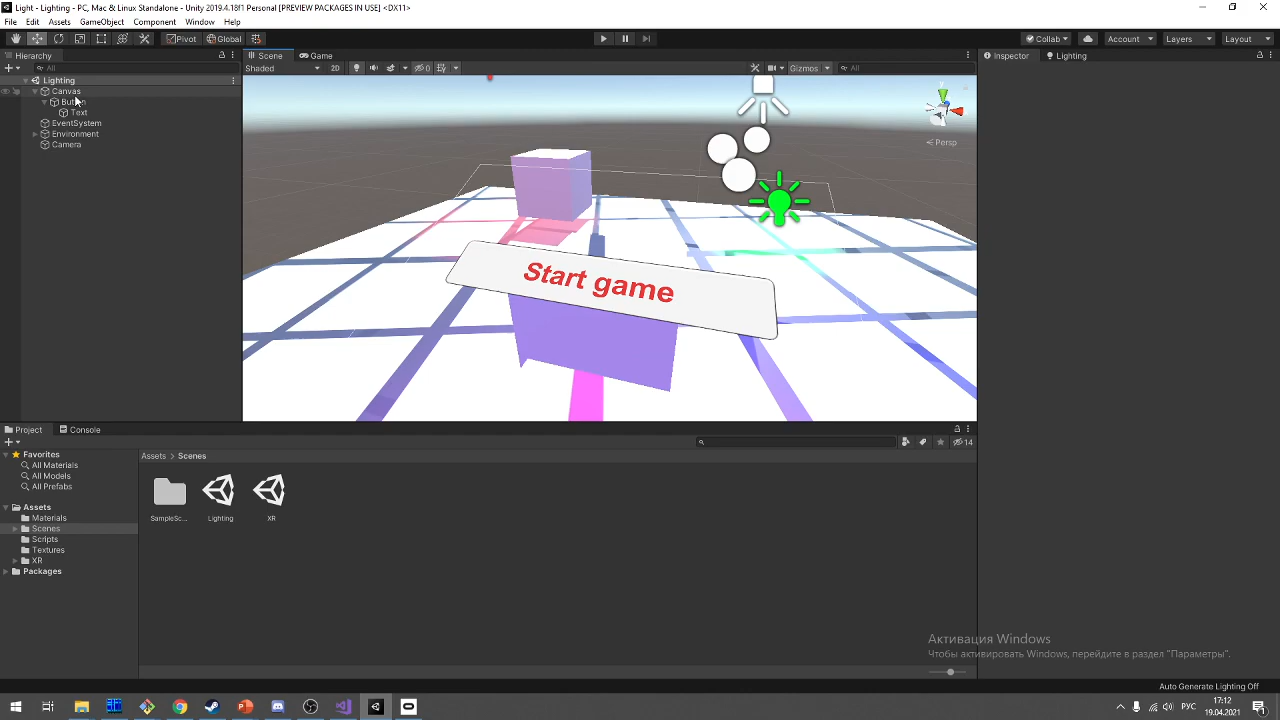 Light - Lighting - PC, Mac & Linux Standalone - Unity 2019.4.18f1 Personal [PREVIEW PACKAGES IN USE] <DX11>
File Edit Assets GameObject Component Window Help
Pivot Global Collab Account Layers Layout
Hierarchy Scene Game Inspector Lighting
All Shaded 2D 0 Gizmos All
Lighting
Canvas
Button
Text
EventSystem
Environment
Camera
y
Persp
Start game
Project Console
14
Favorites
All Materials
All Models
All Prefabs
Assets
Materials
Scenes
Scripts
Textures
XR
Packages
Assets Scenes
SampleSc... Lighting XR
Активация Windows
Чтобы активировать Windows, перейдите в раздел "Параметры".
Auto Generate Lighting Off
РУС 17:12
19.04.2021